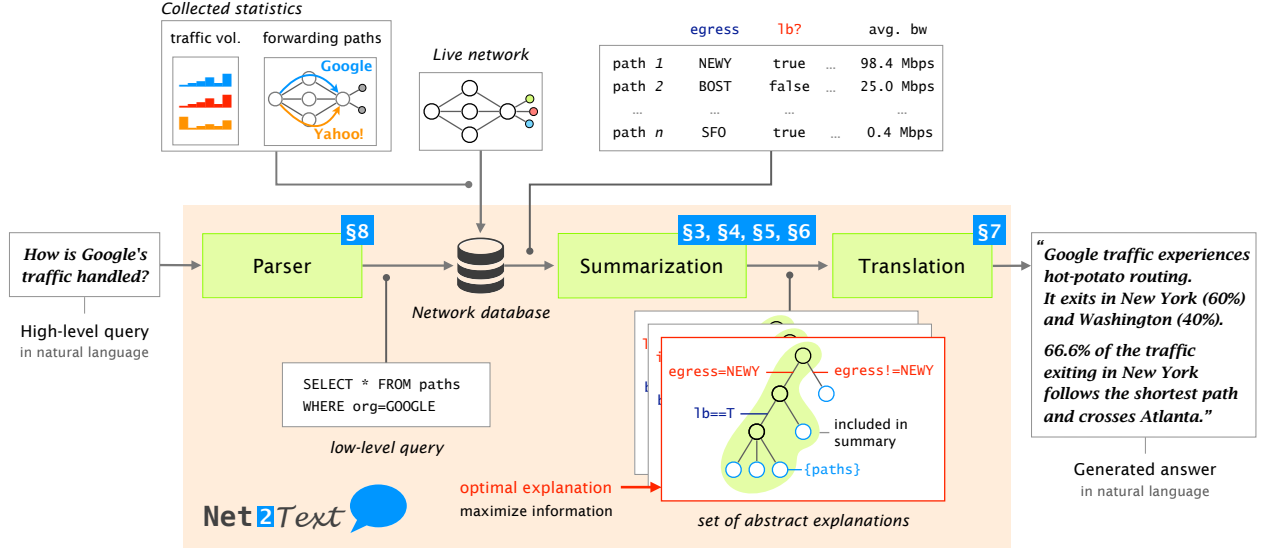 Collected statistics
traffic vol.
forwarding paths
Google
Yahoo!
Live network
egress lb? avg. bw
path 1 NEWY true … 98.4 Mbps
path 2 BOST false … 25.0 Mbps
… … … …
path n SFO true … 0.4 Mbps
How is Google's
traffic handled?
High-level query
in natural language
§8
Parser
Network database
§3, §4, §5, §6
Summarization
§7
Translation
SELECT * FROM paths
WHERE org=GOOGLE
low-level query
egress=NEWY
egress!=NEWY
lb==T
included in
summary
{paths}
optimal explanation
maximize information
set of abstract explanations
Net2Text
“Google traffic experiences
hot-potato routing.
It exits in New York (60%)
and Washington (40%).
66.6% of the traffic
exiting in New York
follows the shortest path
and crosses Atlanta.”
Generated answer
in natural language